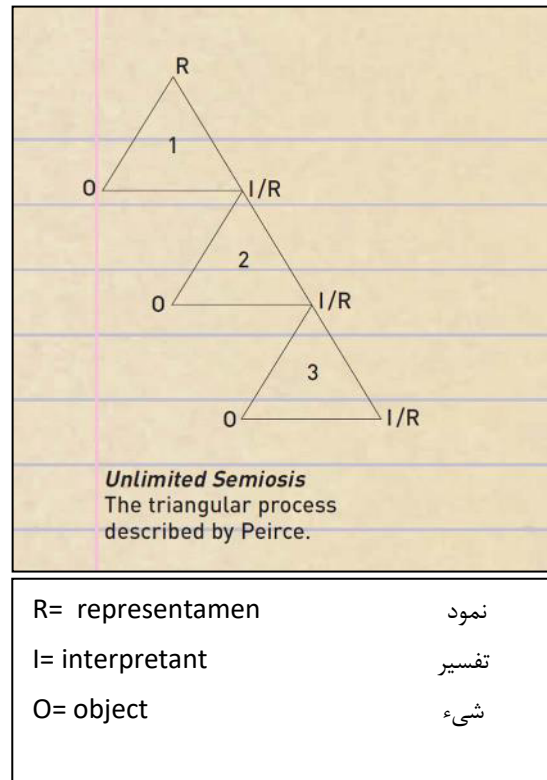 R
1
O I/R
2
O I/R
3
O I/R
Unlimited Semiosis
The triangular process
described by Peirce.
R= representamen نمود
I= interpretant تفسیر
O= object شیء